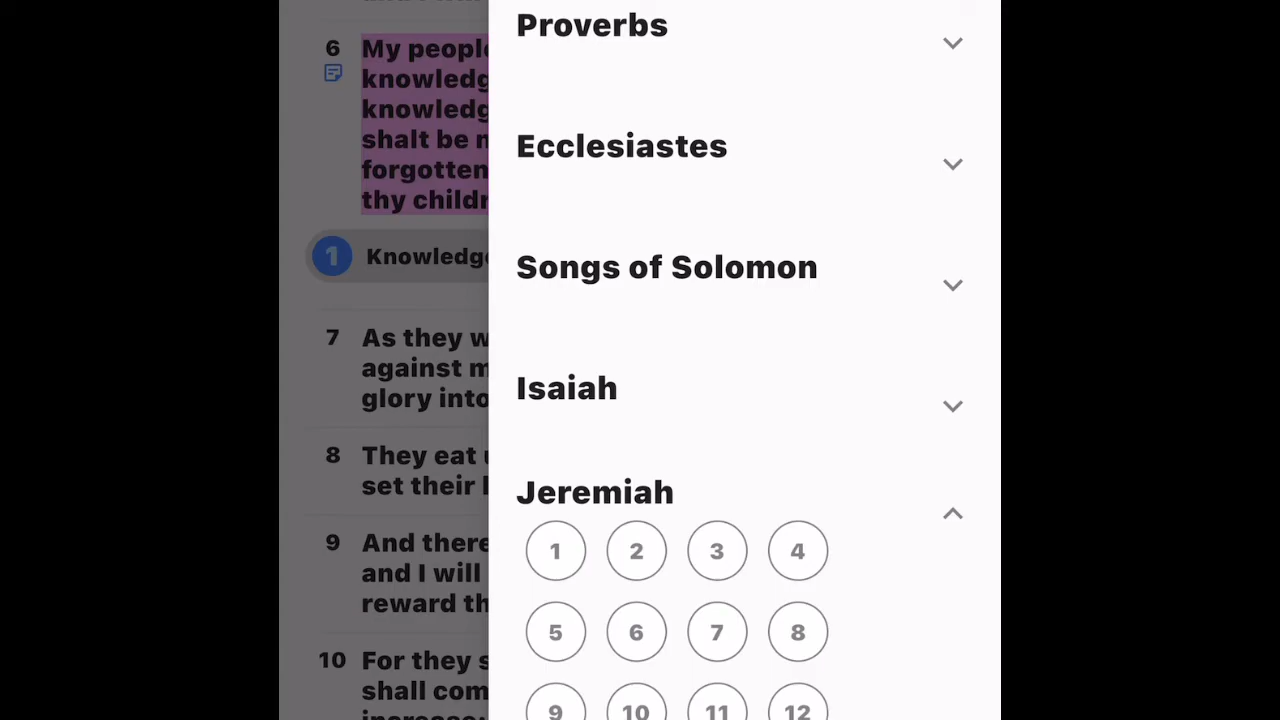 6 My people
knowledg
knowledg
shalt be
forgotten
thy childr
1 Knowledge
7 As they w
against m
glory into
8 They eat
set their
9 And there
and I will
reward th
10 For they s
shall com
Proverbs
Ecclesiastes
Songs of Solomon
Isaiah
Jeremiah
1 2 3 4
5 6 7 8
9 10 11 12